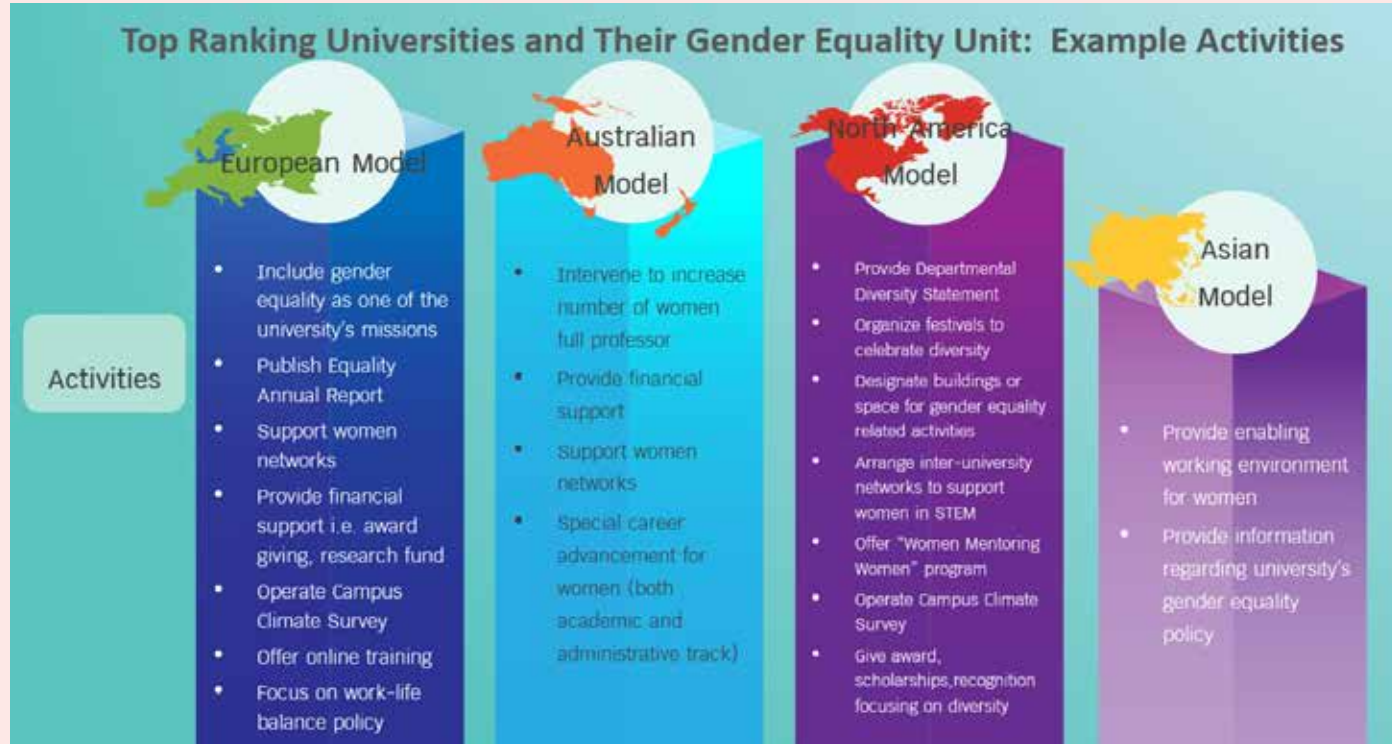 Top Ranking Universities and Their Gender Equality Unit: Example Activities
European Model
Australian
Model
North America
Model
Asian
Model
Activities
• Include gender
equality as one of the
university's missions
• Publish Equality
Annual Report
• Support women
networks
• Provide financial
support i.e. award
giving, research fund
• Operate Campus
Climate Survey
• Offer online training
• Focus on work-life
balance policy
• Intervene to increase
number of women
full professor
• Provide financial
support
• Support women
networks
• Special career
advancement for
women (both
academic and
administrative track)
• Provide Departmental
Diversity Statement
• Organize festivals to
celebrate diversity
• Designate buildings or
space for gender equality
related activities
• Arrange inter-university
networks to support
women in STEM
• Offer "Women Mentoring
Women" program
• Operate Campus Climate
Survey
• Give award,
scholarships,recognition
focusing on diversity
• Provide enabling
working environment
for women
• Provide information
regarding university's
gender equality
policy